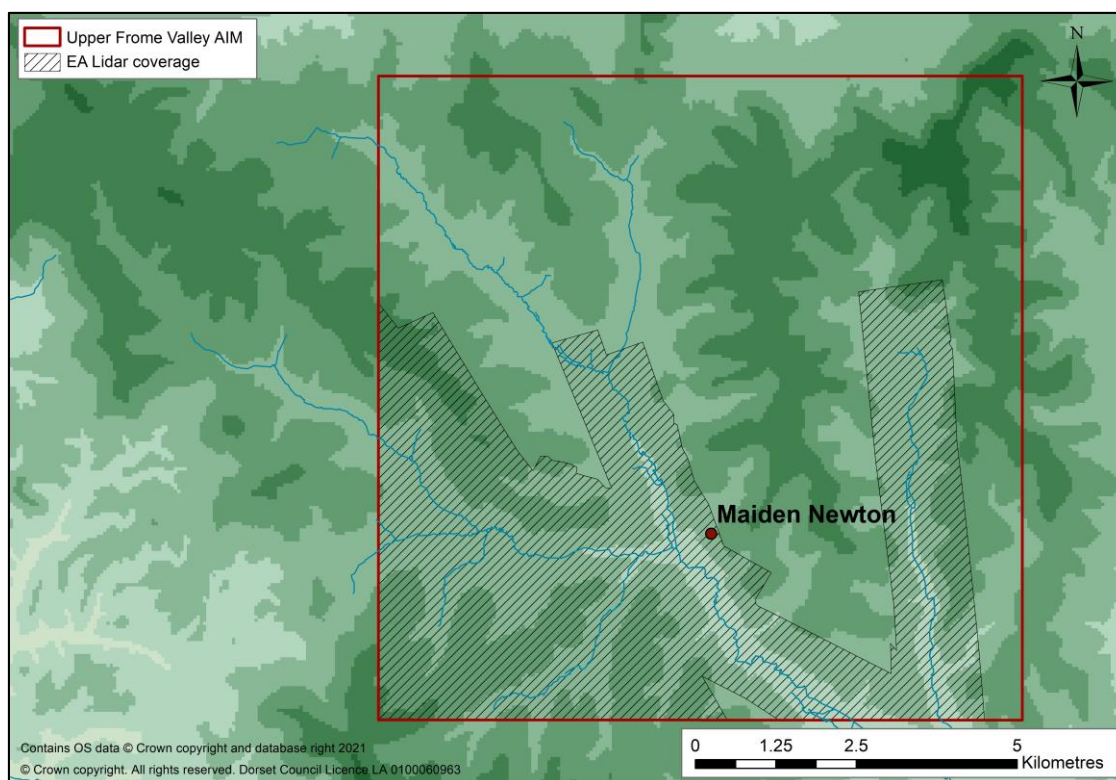 Upper Frome Valley AIM
EA Lidar coverage
N
Maiden Newton
Contains OS data © Crown copyright and database right 2021
© Crown copyright. All rights reserved. Dorset Council Licence LA 0100060963
0 1.25 2.5 5
Kilometres